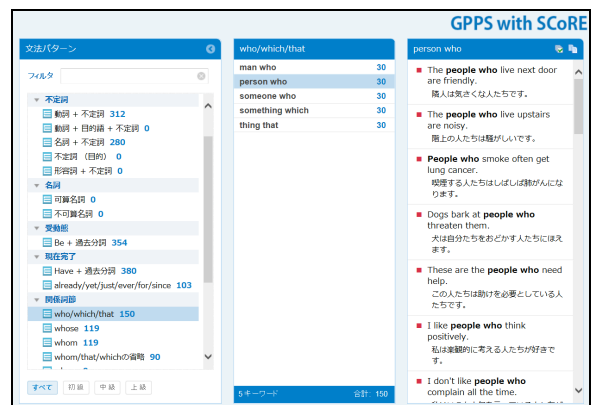 GPPS with SCoRE
文法パターン
フィルタ
不定詞
動詞 + 不定詞 312
動詞 + 目的語 + 不定詞 0
名詞 + 不定詞 280
不定詞 （目的） 0
形容詞 + 不定詞 0
名詞
可算名詞 0
不可算名詞 0
受動態
Be + 過去分詞 354
現在完了
Have + 過去分詞 380
already/yet/just/ever/for/since 103
関係詞節
who/which/that 150
whose 119
whom 119
whom/that/whichの省略 90
すべて 初級 中級 上級
who/which/that
man who 30
person who 30
someone who 30
something which 30
thing that 30
5キーワード 合計: 150
person who
The people who live next door
are friendly.
隣人は気さくな人たちです。
The people who live upstairs
are noisy.
階上の人たちは騒がしいです。
People who smoke often get
lung cancer.
喫煙する人たちはしばしば肺がんにな
ります。
Dogs bark at people who
threaten them.
犬は自分たちをおどかす人たちにほえ
ます。
These are the people who need
help.
この人たちは助けを必要としている人
たちです。
I like people who think
positively.
私は楽観的に考える人たちが好きで
す。
I don't like people who
complain all the time.